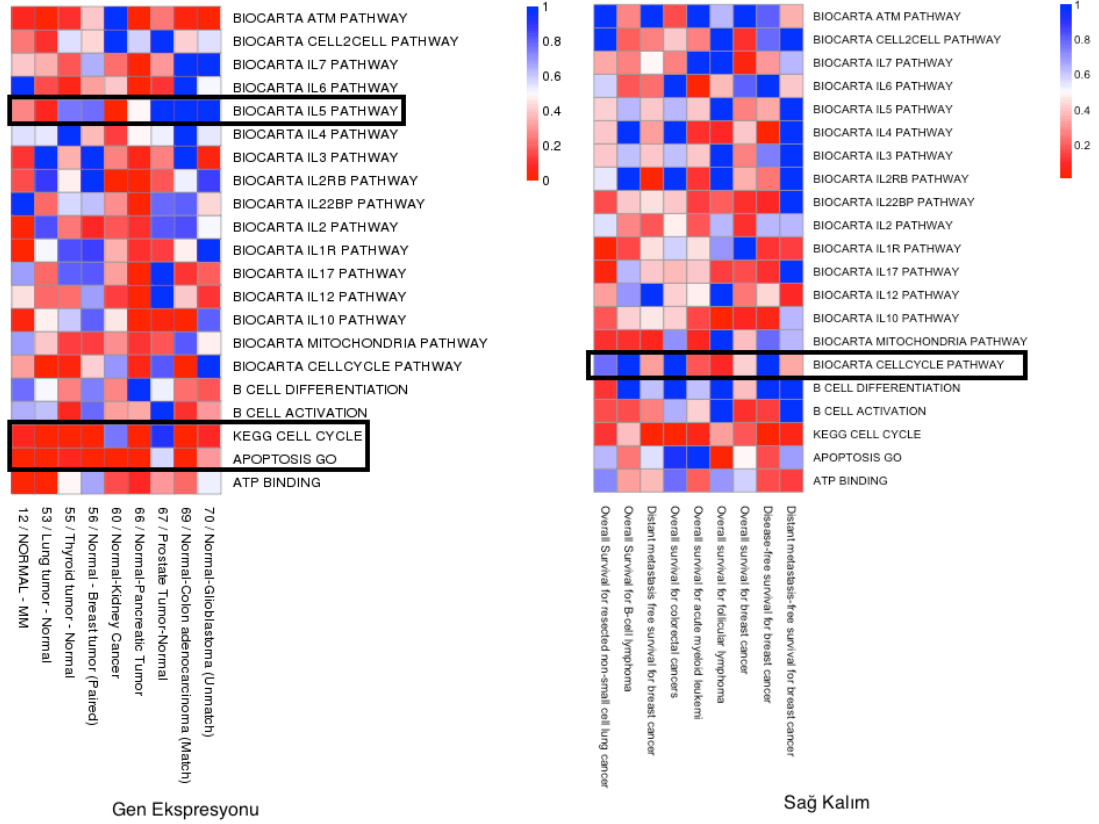 BIOCARTA ATM PATHWAY
BIOCARTA CELL2CELL PATHWAY
BIOCARTA IL7 PATHWAY
BIOCARTA IL6 PATHWAY
BIOCARTA IL5 PATHWAY
BIOCARTA IL4 PATHWAY
BIOCARTA IL3 PATHWAY
BIOCARTA IL2RB PATHWAY
BIOCARTA IL22BP PATHWAY
BIOCARTA IL2 PATHWAY
BIOCARTA IL1R PATHWAY
BIOCARTA IL17 PATHWAY
BIOCARTA IL12 PATHWAY
BIOCARTA IL10 PATHWAY
BIOCARTA MITOCHONDRIA PATHWAY
BIOCARTA CELLCYCLE PATHWAY
B CELL DIFFERENTIATION
B CELL ACTIVATION
KEGG CELL CYCLE
APOPTOSIS GO
ATP BINDING
1
0.8
0.6
0.4
0.2
0
12 / NORMAL - MM
53 / Lung tumor - Normal
55 / Thyroid tumor - Normal
56 / Normal - Breast tumor (Paired)
60 / Normal-Kidney Cancer
66 / Normal-Pancreatic Tumor
67 / Prostate Tumor-Normal
69 / Normal-Colon adenocarcinoma (Match)
70 / Normal-Glioblastoma (Unmatch)
Gen Ekspresyonu
BIOCARTA ATM PATHWAY
BIOCARTA CELL2CELL PATHWAY
BIOCARTA IL7 PATHWAY
BIOCARTA IL6 PATHWAY
BIOCARTA IL5 PATHWAY
BIOCARTA IL4 PATHWAY
BIOCARTA IL3 PATHWAY
BIOCARTA IL2RB PATHWAY
BIOCARTA IL22BP PATHWAY
BIOCARTA IL2 PATHWAY
BIOCARTA IL1R PATHWAY
BIOCARTA IL17 PATHWAY
BIOCARTA IL12 PATHWAY
BIOCARTA IL10 PATHWAY
BIOCARTA MITOCHONDRIA PATHWAY
BIOCARTA CELLCYCLE PATHWAY
B CELL DIFFERENTIATION
B CELL ACTIVATION
KEGG CELL CYCLE
APOPTOSIS GO
ATP BINDING
1
0.8
0.6
0.4
0.2
Overall Survival for resected non-small cell lung cancer
Overall Survival for B-cell lymphoma
Distant metastasis free survival for breast cancer
Overall survival for colorectal cancers
Overall survival for acute myeloid leukemi
Overall survival for follicular lymphoma
Overall survival for breast cancer
Disease-free survival for breast cancer
Distant metastasis-free survival for breast cancer
Sağ Kalım